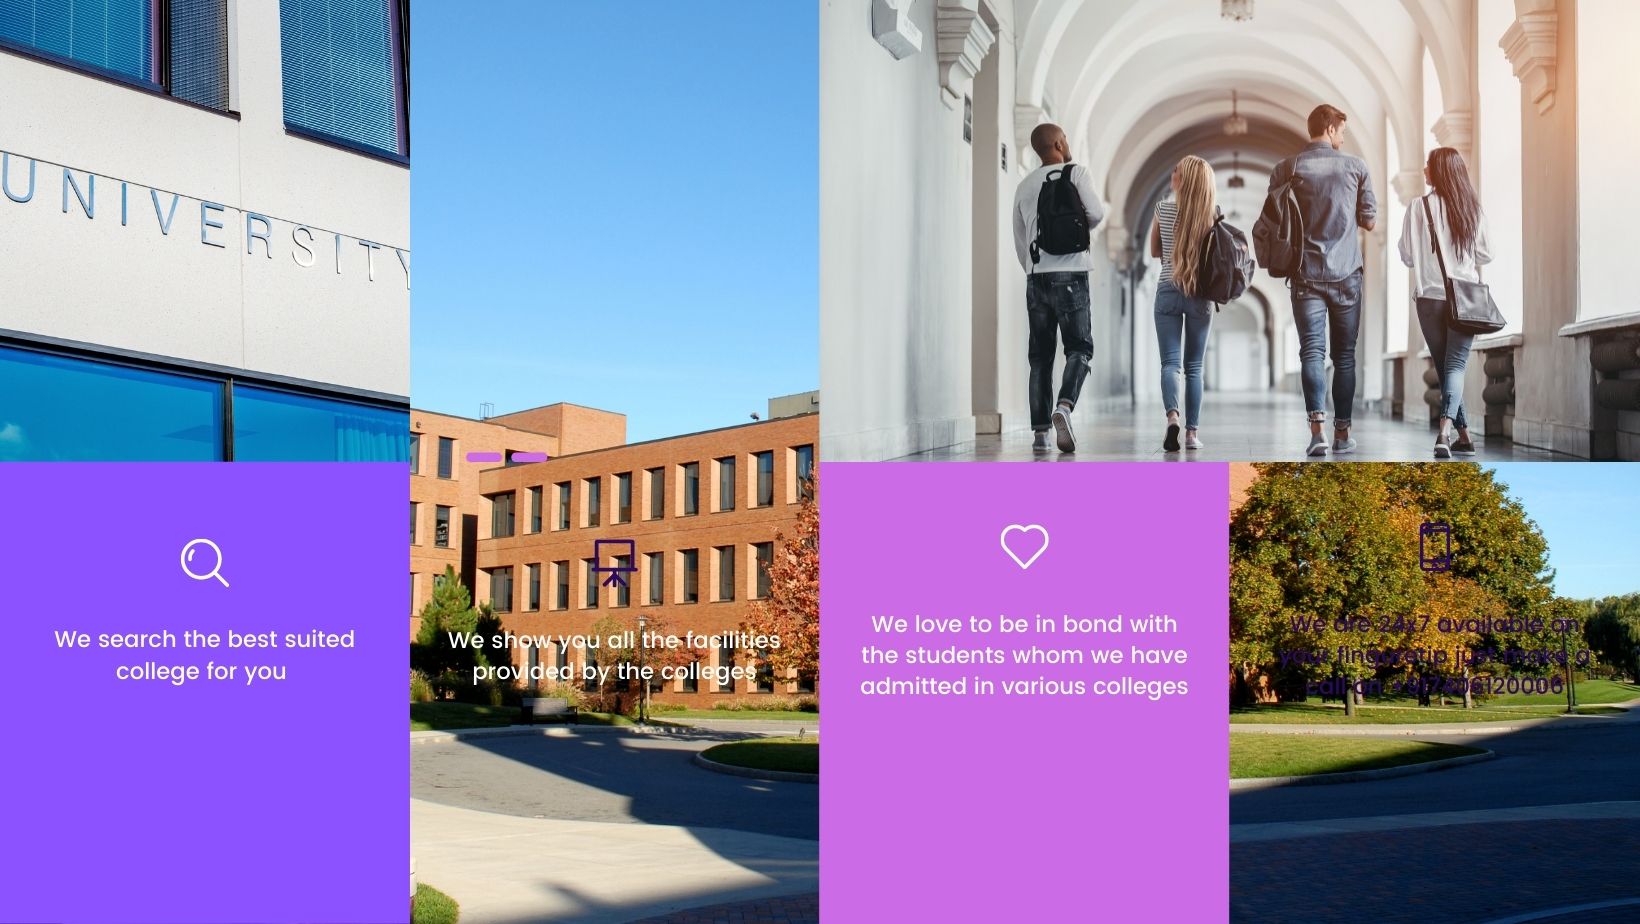 UNIVERSITY
We search the best suited
college for you
We show you all the facilities
provided by the colleges
We love to be in bond with
the students whom we have
admitted in various colleges
We are 24x7 available on
your finguretip just make a
call on +917406120006